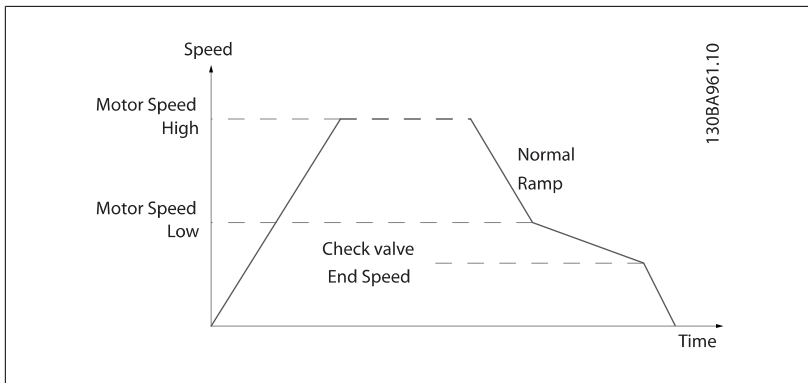 Speed
130BA961.10
Motor Speed
High
Normal
Ramp
Motor Speed
Low
Check valve
End Speed
Time